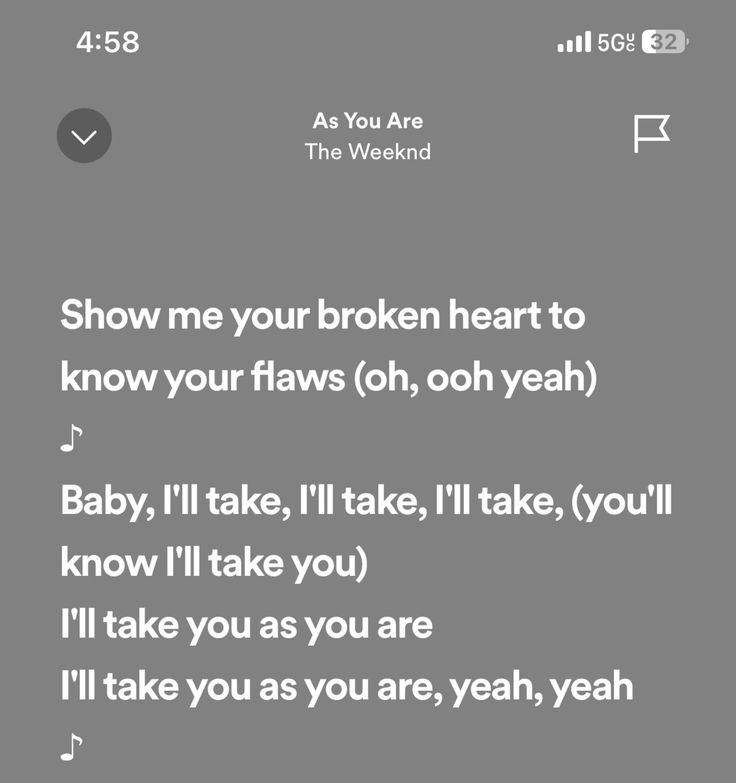 4:58 5GUC 32
As You Are
The Weeknd
Show me your broken heart to
know your flaws (oh, ooh yeah)
♪
Baby, I'll take, I'll take, I'll take, (you'll
know I'll take you)
I'll take you as you are
I'll take you as you are, yeah, yeah
♪